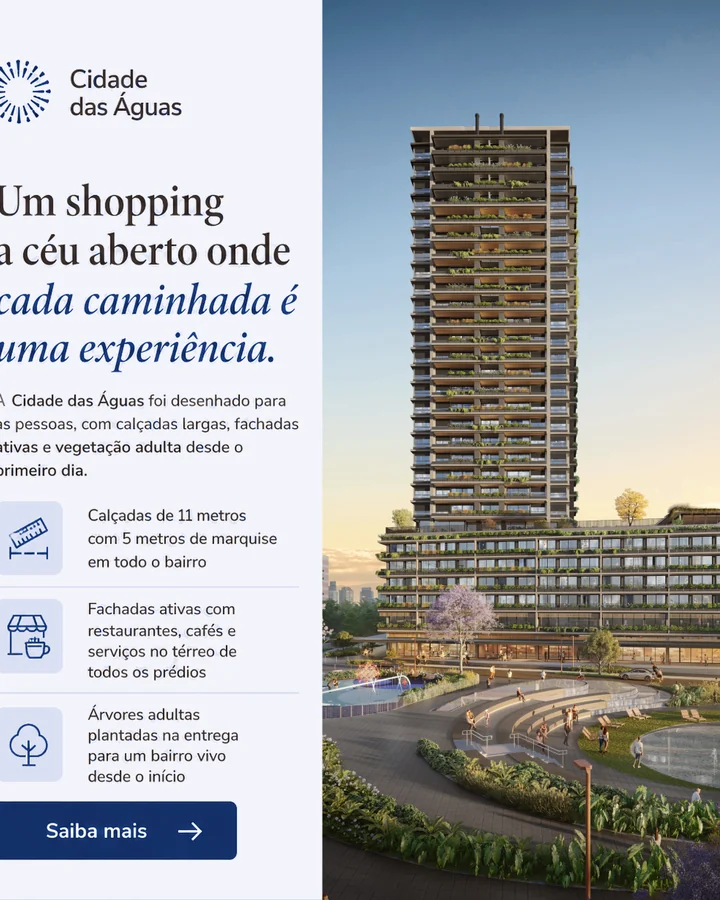 Cidade
das Águas
Um shopping
a céu aberto onde
cada caminhada é
uma experiência.
A Cidade das Águas foi desenhado para
as pessoas, com calçadas largas, fachadas
ativas e vegetação adulta desde o
primeiro dia.
Calçadas de 11 metros
com 5 metros de marquise
em todo o bairro
Fachadas ativas com
restaurantes, cafés e
serviços no térreo de
todos os prédios
Árvores adultas
plantadas na entrega
para um bairro vivo
desde o início
Saiba mais